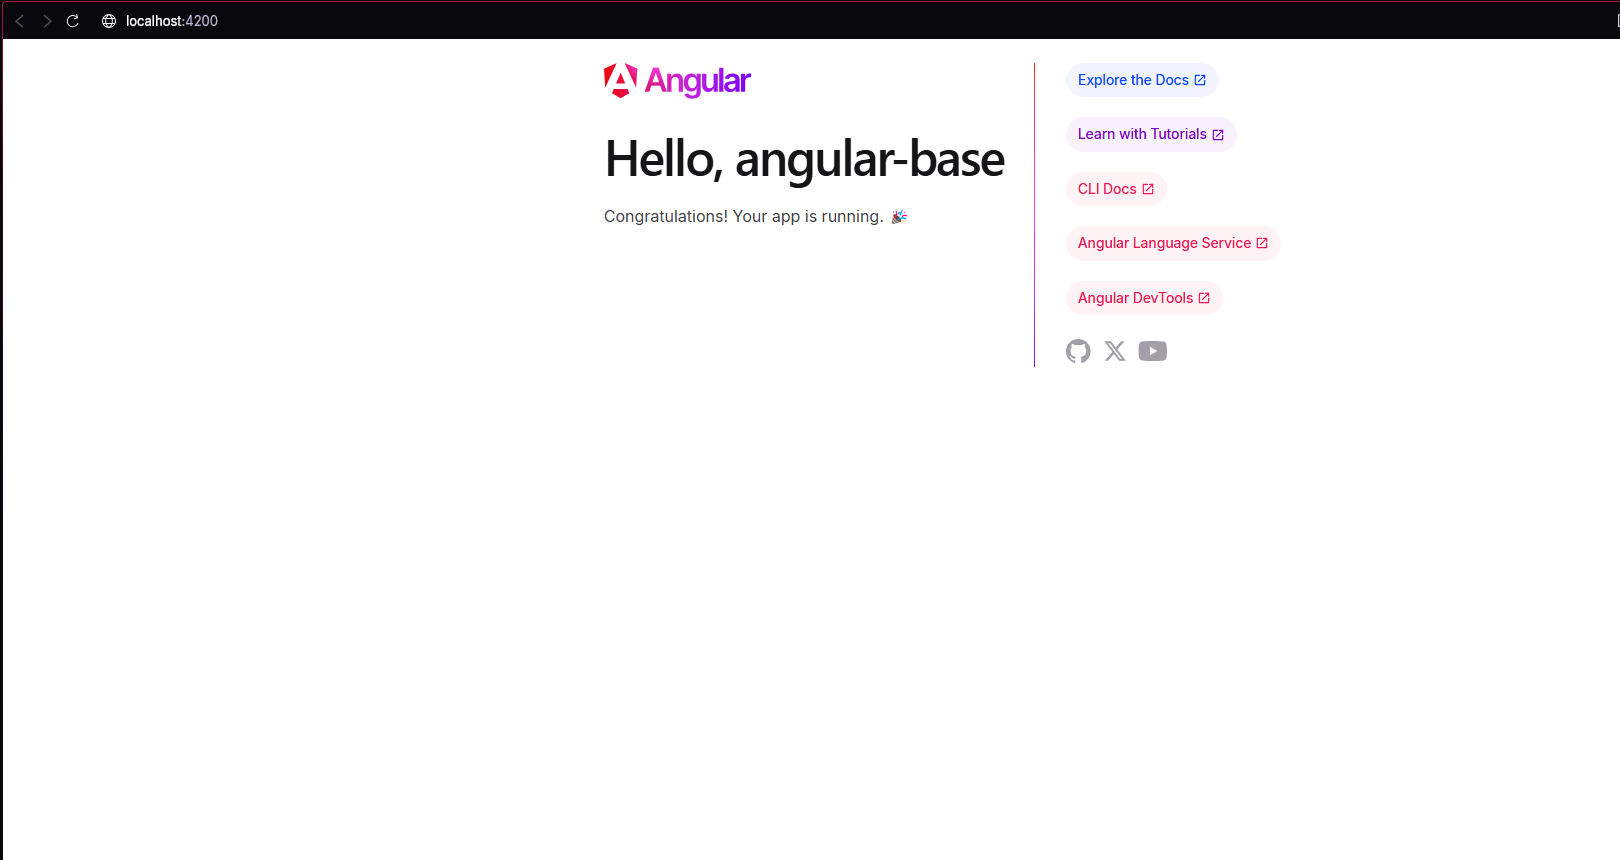 localhost:4200
Angular
Hello, angular-base
Congratulations! Your app is running. 🎉
Explore the Docs
Learn with Tutorials
CLI Docs
Angular Language Service
Angular DevTools